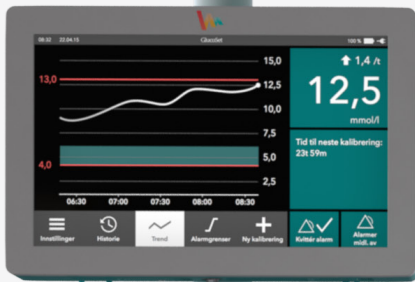 08:32 22.04.15
GlucoSet
100 %
15,0
13,0
12,5
10,0
7,5
5,0
4,0
2,5
06:30 07:00 07:30 08:00 08:30
1,4 /t
12,5
mmol/l
Tid til neste kalibrering:
23t 59m
Innstillinger
Historie
Trend
Alarmgrenser
Ny kalibrering
Kvittér alarm
Alarmer
midl. av